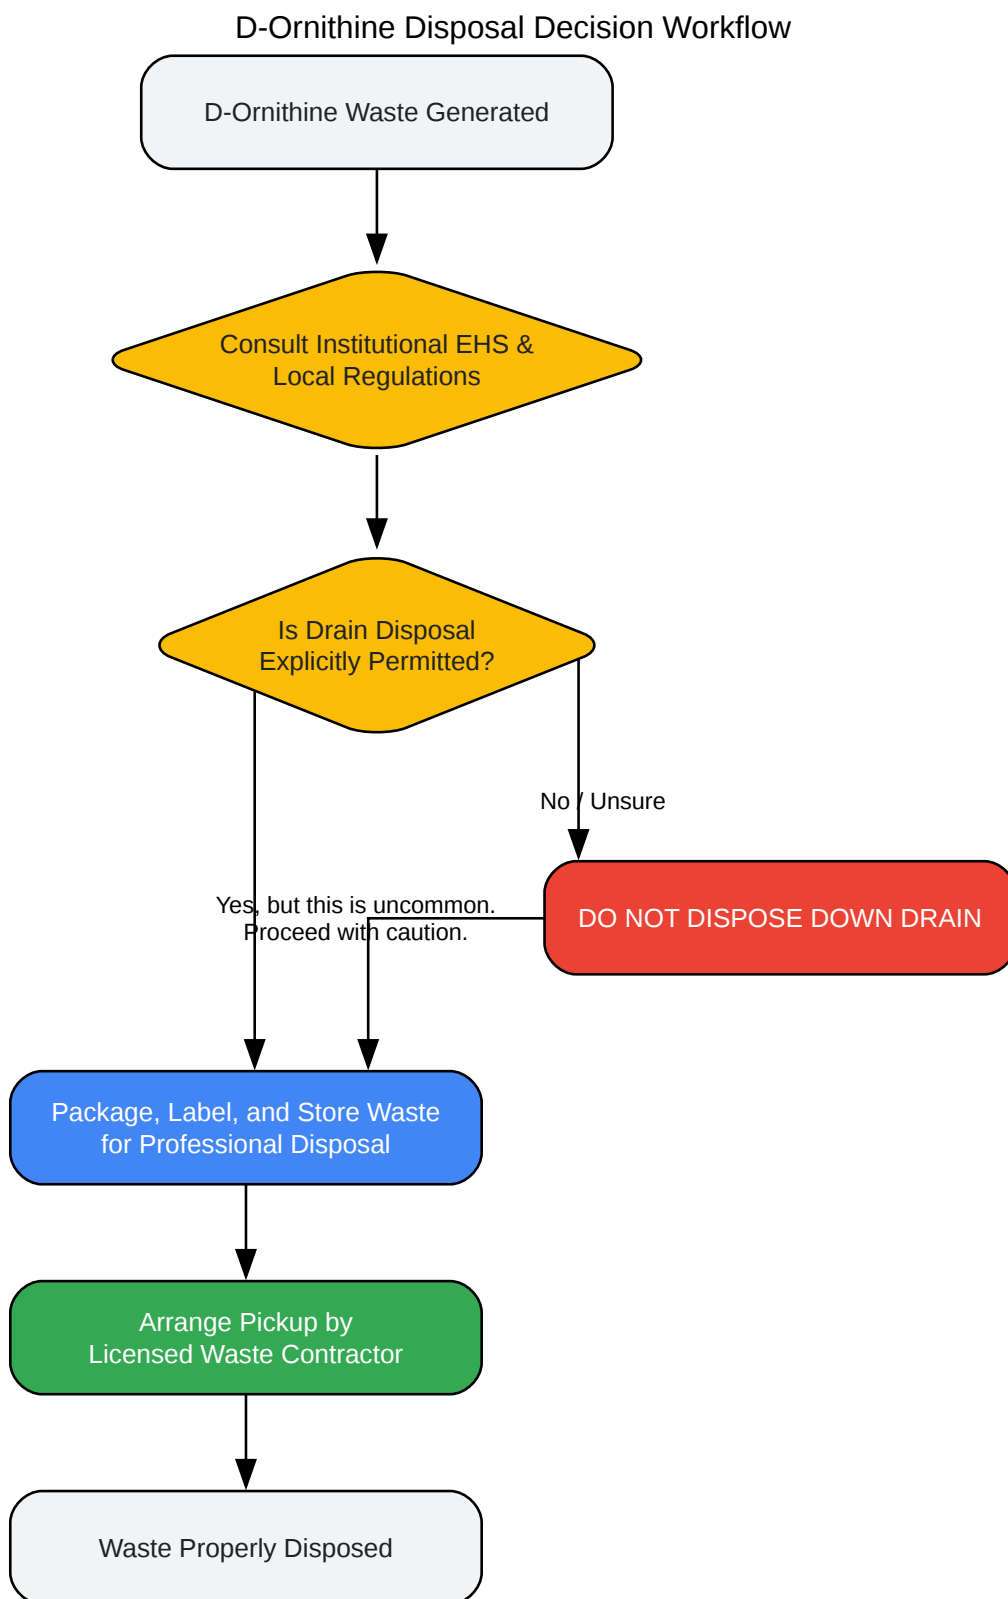 D-Ornithine Disposal Decision Workflow
D-Ornithine Waste Generated
Consult Institutional EHS &
Local Regulations
Is Drain Disposal
Explicitly Permitted?
No / Unsure
Yes, but this is uncommon.
Proceed with caution.
DO NOT DISPOSE DOWN DRAIN
Package, Label, and Store Waste
for Professional Disposal
Arrange Pickup by
Licensed Waste Contractor
Waste Properly Disposed